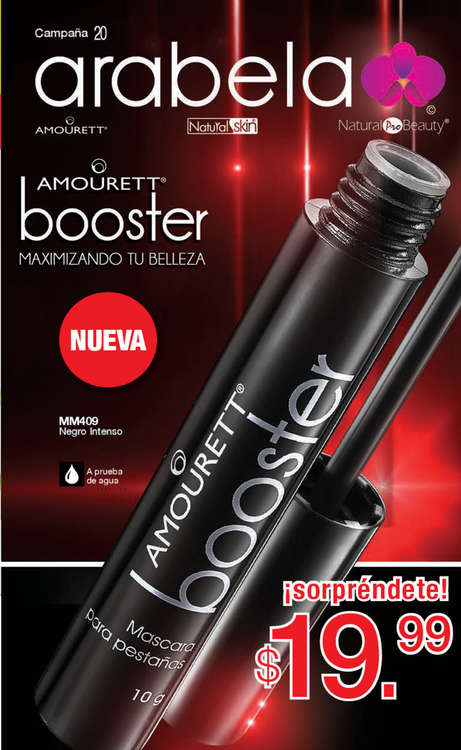 Campaña 20
arabela
©
AMOURETT®
Natural Skin®
Natural Pro Beauty®
AMOURETT®
booster
MAXIMIZANDO TU BELLEZA
NUEVA
MM409
Negro Intenso
A prueba
de agua
AMOURETT®
booster
Mascara
para pestañas
10 g
¡sorpréndete!
$19.99